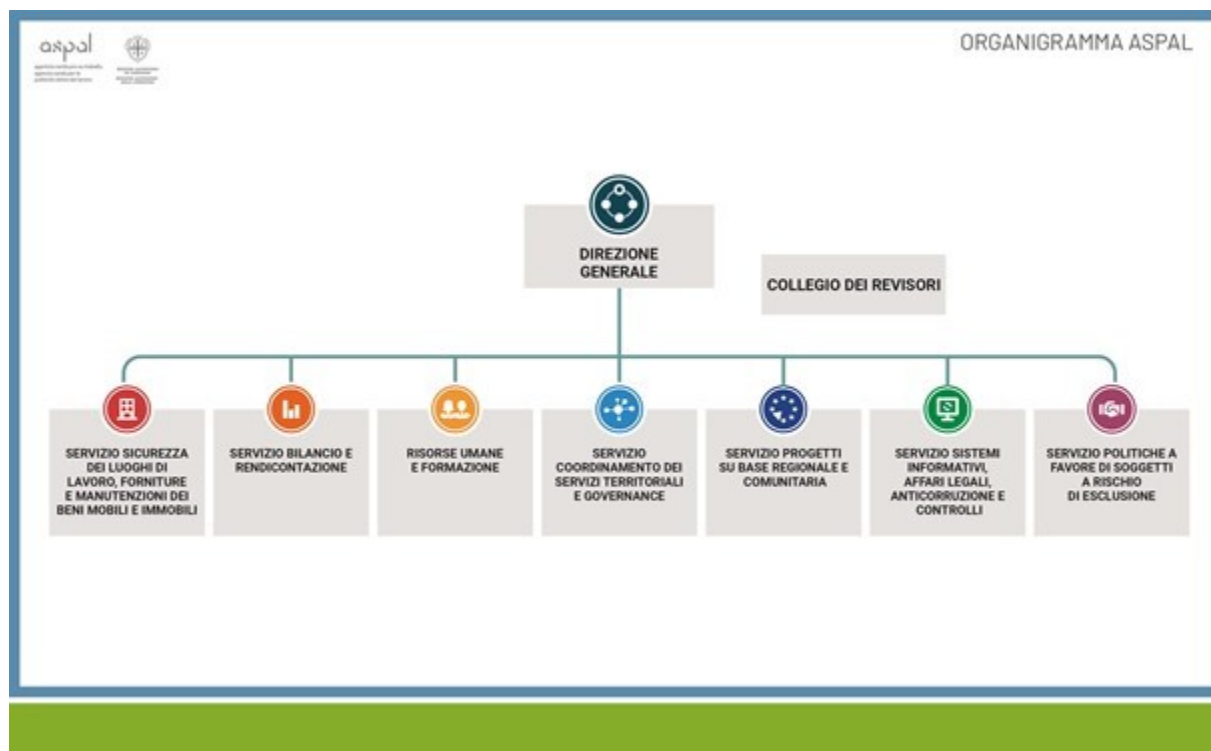 aspal
ORGANIGRAMMA ASPAL
DIREZIONE
GENERALE
COLLEGIO DEI REVISORI
SERVIZIO SICUREZZA
DEI LUOGHI DI
LAVORO, FORNITURE
E MANUTENZIONI DEI
BENI MOBILI E IMMOBILI
SERVIZIO BILANCIO E
RENDICONTAZIONE
RISORSE UMANE
E FORMAZIONE
SERVIZIO
COORDINAMENTO DEI
SERVIZI TERRITORIALI
E GOVERNANCE
SERVIZIO PROGETTI
SU BASE REGIONALE E
COMUNITARIA
SERVIZIO SISTEMI
INFORMATIVI,
AFFARI LEGALI,
ANTICORRUZIONE E
CONTROLLI
SERVIZIO POLITICHE A
FAVORE DI SOGGETTI
A RISCHIO
DI ESCLUSIONE